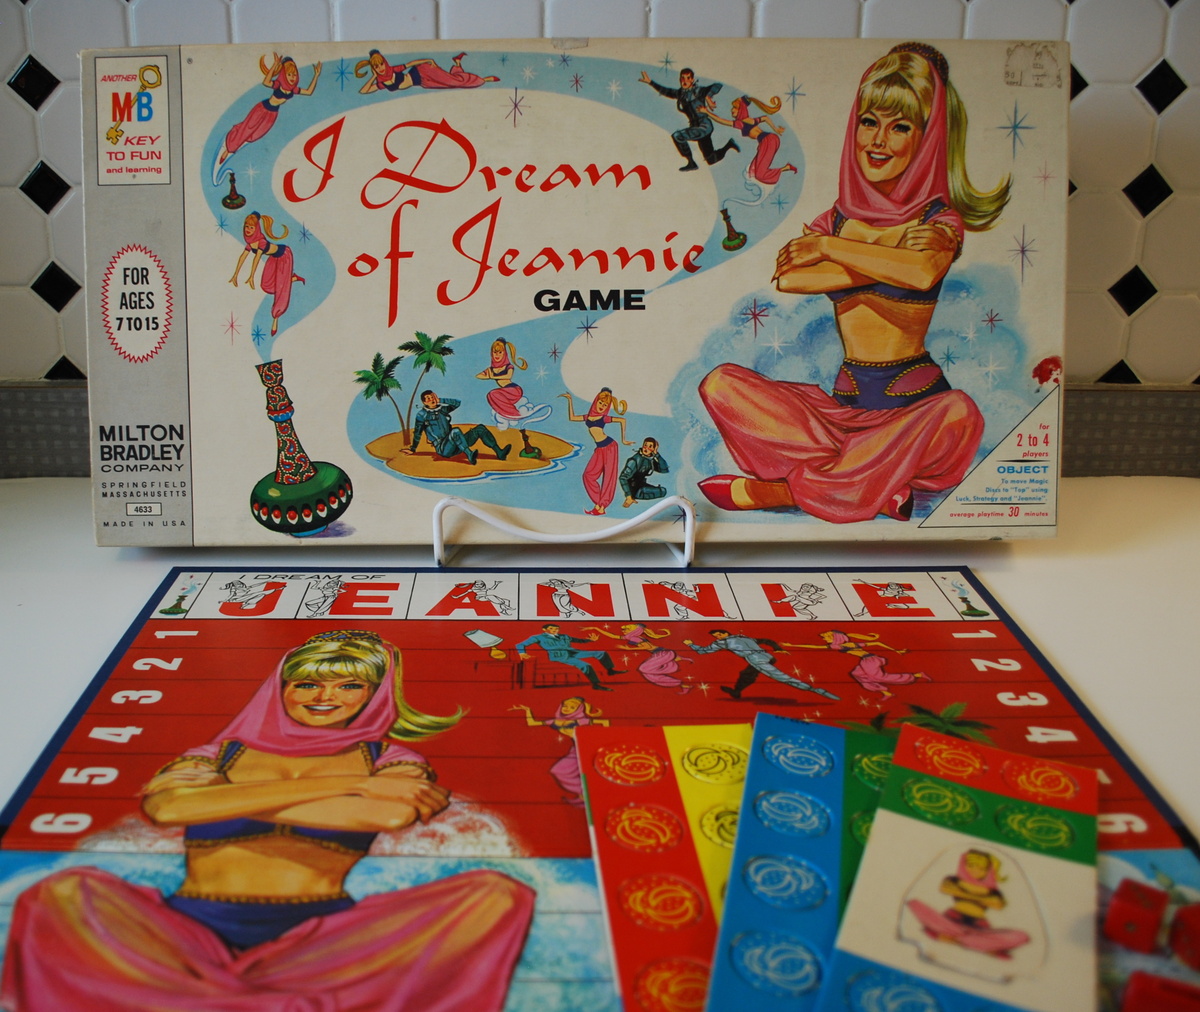 ANOTHER
MB
KEY
TO FUN
and learning
FOR
AGES
7 TO 15
MILTON
BRADLEY
COMPANY
SPRINGFIELD
MASSACHUSETTS
4633
MADE IN USA
I Dream
of Jeannie
GAME
for
2 to 4
players
OBJECT
To move Magic
Discs to "Top" using
Luck, Strategy and "Jeannie".
average playtime 30 minutes
I DREAM OF
JEANNIE
1
2
3
4
5
6
1
2
3
4
6